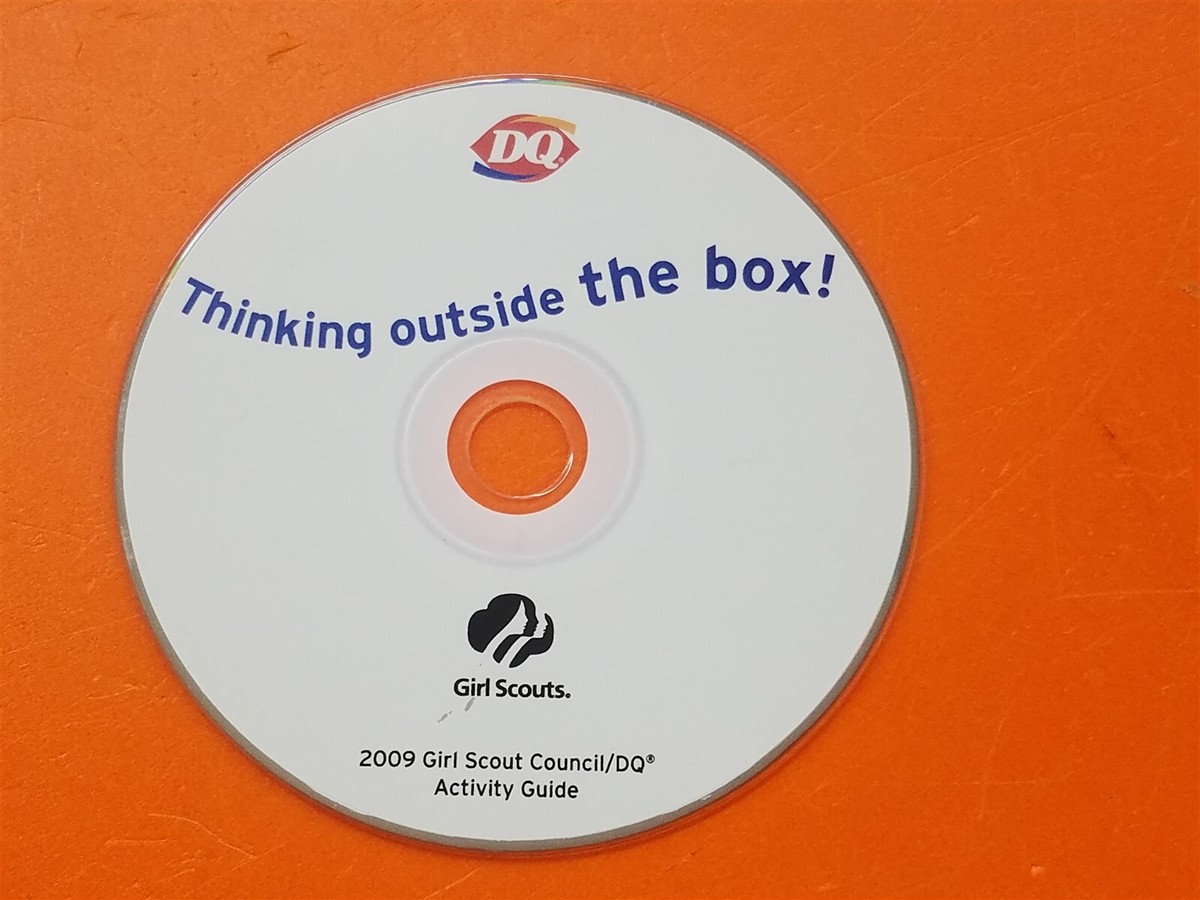 DQ®
Thinking outside the box!
Girl Scouts.
2009 Girl Scout Council/DQ®
Activity Guide